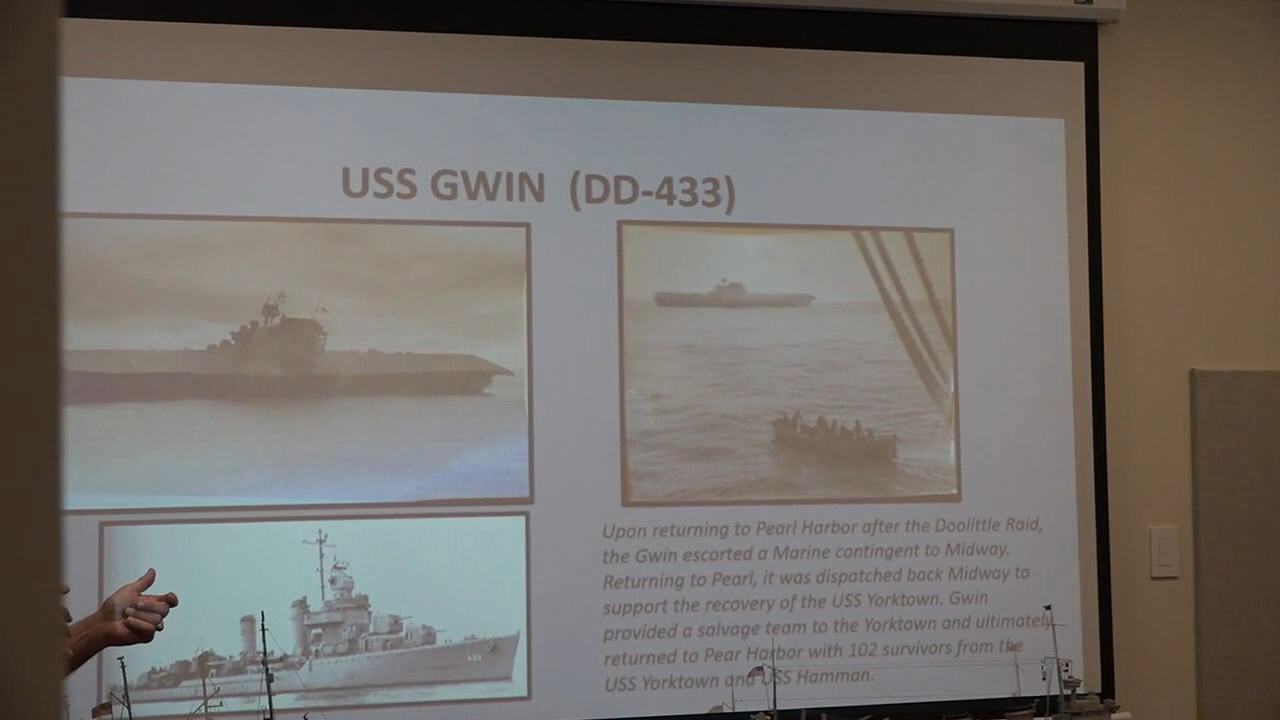 USS GWIN (DD-433)
Upon returning to Pearl Harbor after the Doolittle Raid,
the Gwin escorted a Marine contingent to Midway.
Returning to Pearl, it was dispatched back Midway to
support the recovery of the USS Yorktown. Gwin
provided a salvage team to the Yorktown and ultimately
returned to Pear Harbor with 102 survivors from the
USS Yorktown and USS Hamman.
433